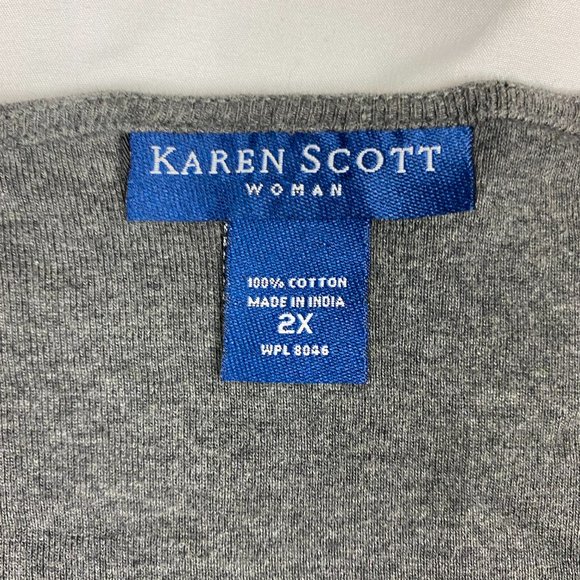 KAREN SCOTT
WOMAN
100% COTTON
MADE IN INDIA
2X
WPL 8046